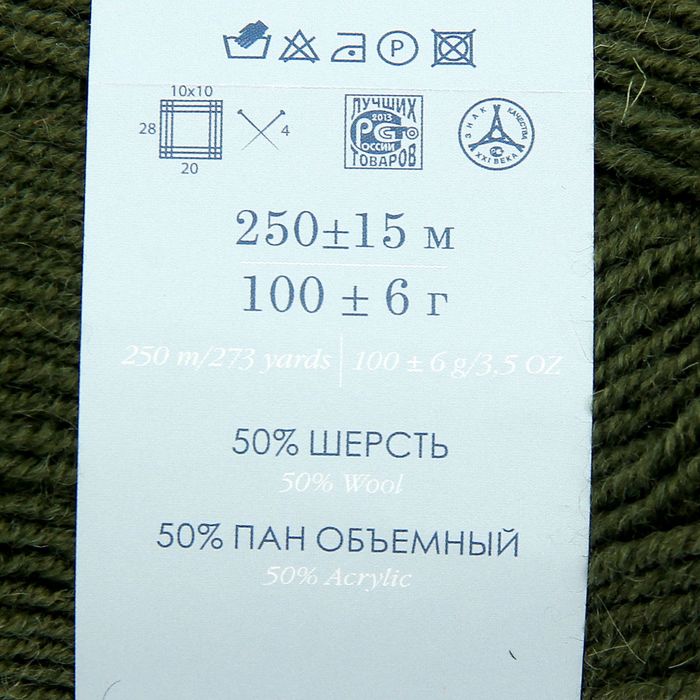 P
10x10
28
4
20
ЛУЧШИХ
2013
РСТ
РОССИИ
ТОВАРОВ
ЗНАК КАЧЕСТВА
XXI ВЕКА
250±15 м
100 ± 6 г
250 m/273 yards | 100 ± 6 g/3,5 OZ
50% ШЕРСТЬ
50% Wool
50% ПАН ОБЪЕМНЫЙ
50% Acrylic